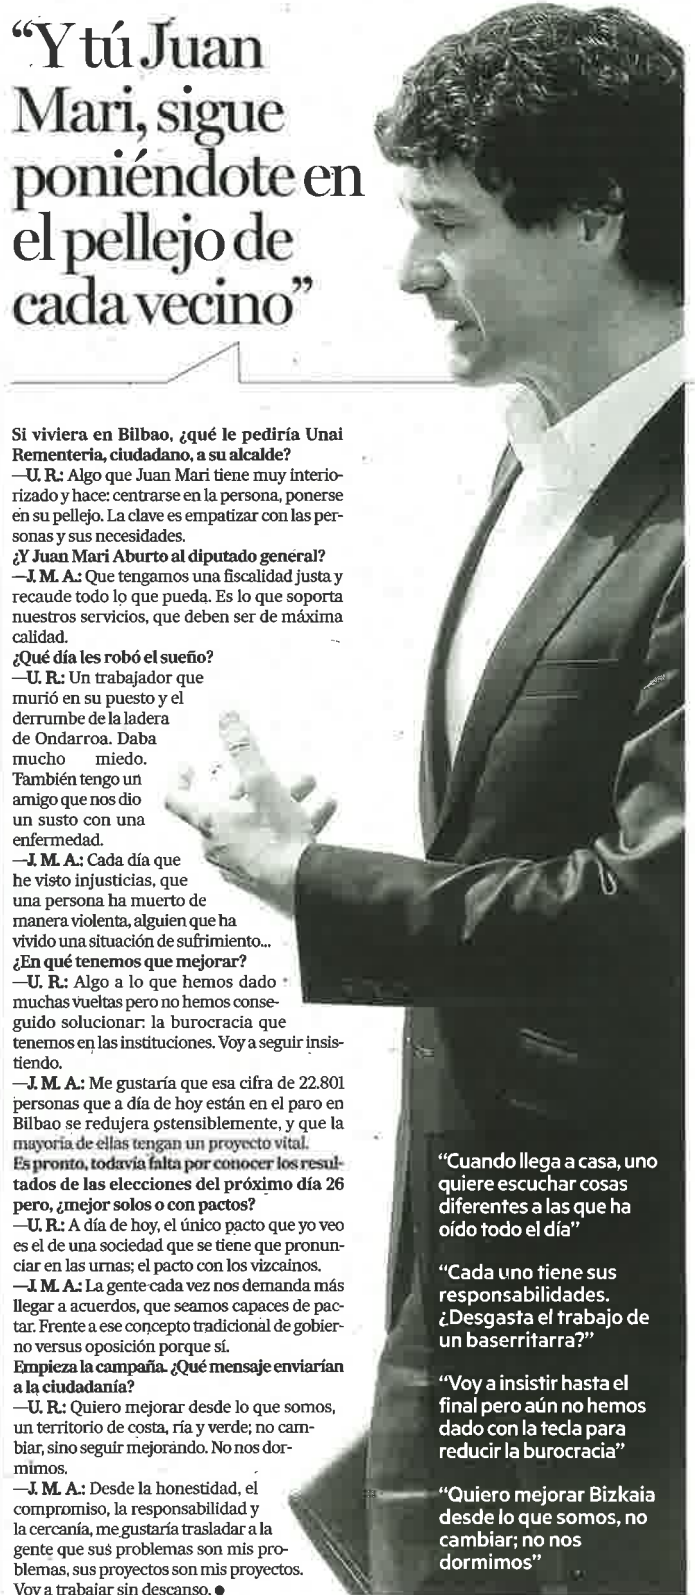 “Y tú Juan
Mari, sigue
poniéndote en
el pellejo de
cada vecino”
Si viviera en Bilbao, ¿qué le pediría Unai
Rementeria, ciudadano, a su alcalde?
—U. R.: Algo que Juan Mari tiene muy interio-
rizado y hace: centrarse en la persona, ponerse
en su pellejo. La clave es empatizar con las per-
sonas y sus necesidades.
¿Y Juan Mari Aburto al diputado general?
—J. M. A.: Que tengamos una fiscalidad justa y
recaude todo lo que pueda. Es lo que soporta
nuestros servicios, que deben ser de máxima
calidad.
¿Qué día les robó el sueño?
—U. R.: Un trabajador que
murió en su puesto y el
derrumbe de la ladera
de Ondarroa. Daba
mucho miedo.
También tengo un
amigo que nos dio
un susto con una
enfermedad.
—J. M. A.: Cada día que
he visto injusticias, que
una persona ha muerto de
manera violenta, alguien que ha
vivido una situación de sufrimiento...
¿En qué tenemos que mejorar?
—U. R.: Algo a lo que hemos dado
muchas vueltas pero no hemos conse-
guido solucionar: la burocracia que
tenemos en las instituciones. Voy a seguir insis-
tiendo.
—J. M. A.: Me gustaría que esa cifra de 22.801
personas que a día de hoy están en el paro en
Bilbao se redujera ostensiblemente, y que la
mayoría de ellas tengan un proyecto vital.
Es pronto, todavía falta por conocer los resul-
tados de las elecciones del próximo día 26
pero, ¿mejor solos o con pactos?
—U. R.: A día de hoy, el único pacto que yo veo
es el de una sociedad que se tiene que pronun-
ciar en las urnas; el pacto con los vizcainos.
—J. M. A.: La gente cada vez nos demanda más
llegar a acuerdos, que seamos capaces de pac-
tar. Frente a ese concepto tradicional de gobier-
no versus oposición porque sí.
Empieza la campaña. ¿Qué mensaje enviarían
a la ciudadanía?
—U. R.: Quiero mejorar desde lo que somos,
un territorio de costa, ría y verde; no cam-
biar, sino seguir mejorando. No nos dor-
mimos.
—J. M. A.: Desde la honestidad, el
compromiso, la responsabilidad y
la cercanía, me gustaría trasladar a la
gente que sus problemas son mis pro-
blemas, sus proyectos son mis proyectos.
Voy a trabajar sin descanso. ●
“Cuando llega a casa, uno
quiere escuchar cosas
diferentes a las que ha
oído todo el día”
“Cada uno tiene sus
responsabilidades.
¿Desgasta el trabajo de
un baserritarra?”
“Voy a insistir hasta el
final pero aún no hemos
dado con la tecla para
reducir la burocracia”
“Quiero mejorar Bizkaia
desde lo que somos, no
cambiar; no nos
dormimos”